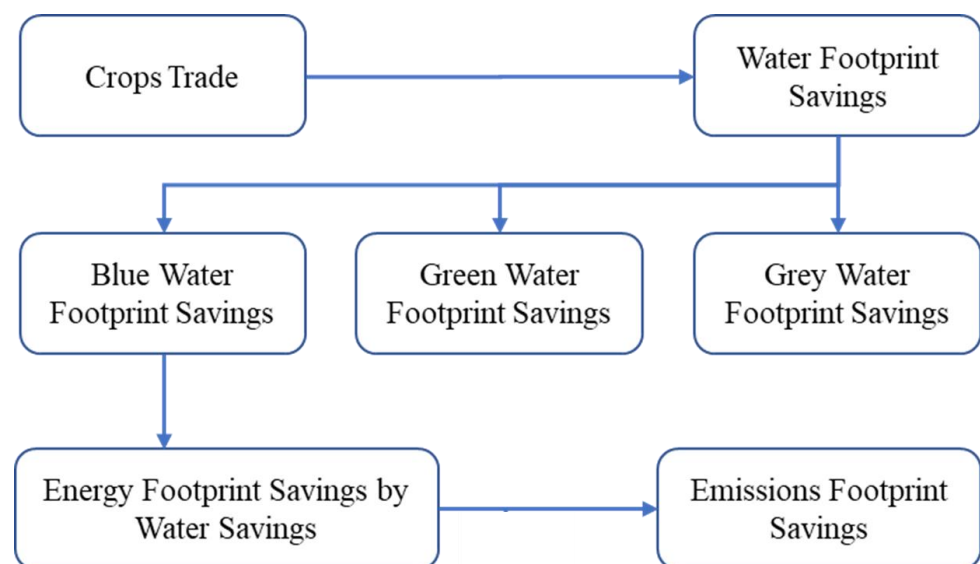 Crops Trade
Water Footprint
Savings
Blue Water
Footprint Savings
Green Water
Footprint Savings
Grey Water
Footprint Savings
Energy Footprint Savings by
Water Savings
Emissions Footprint
Savings